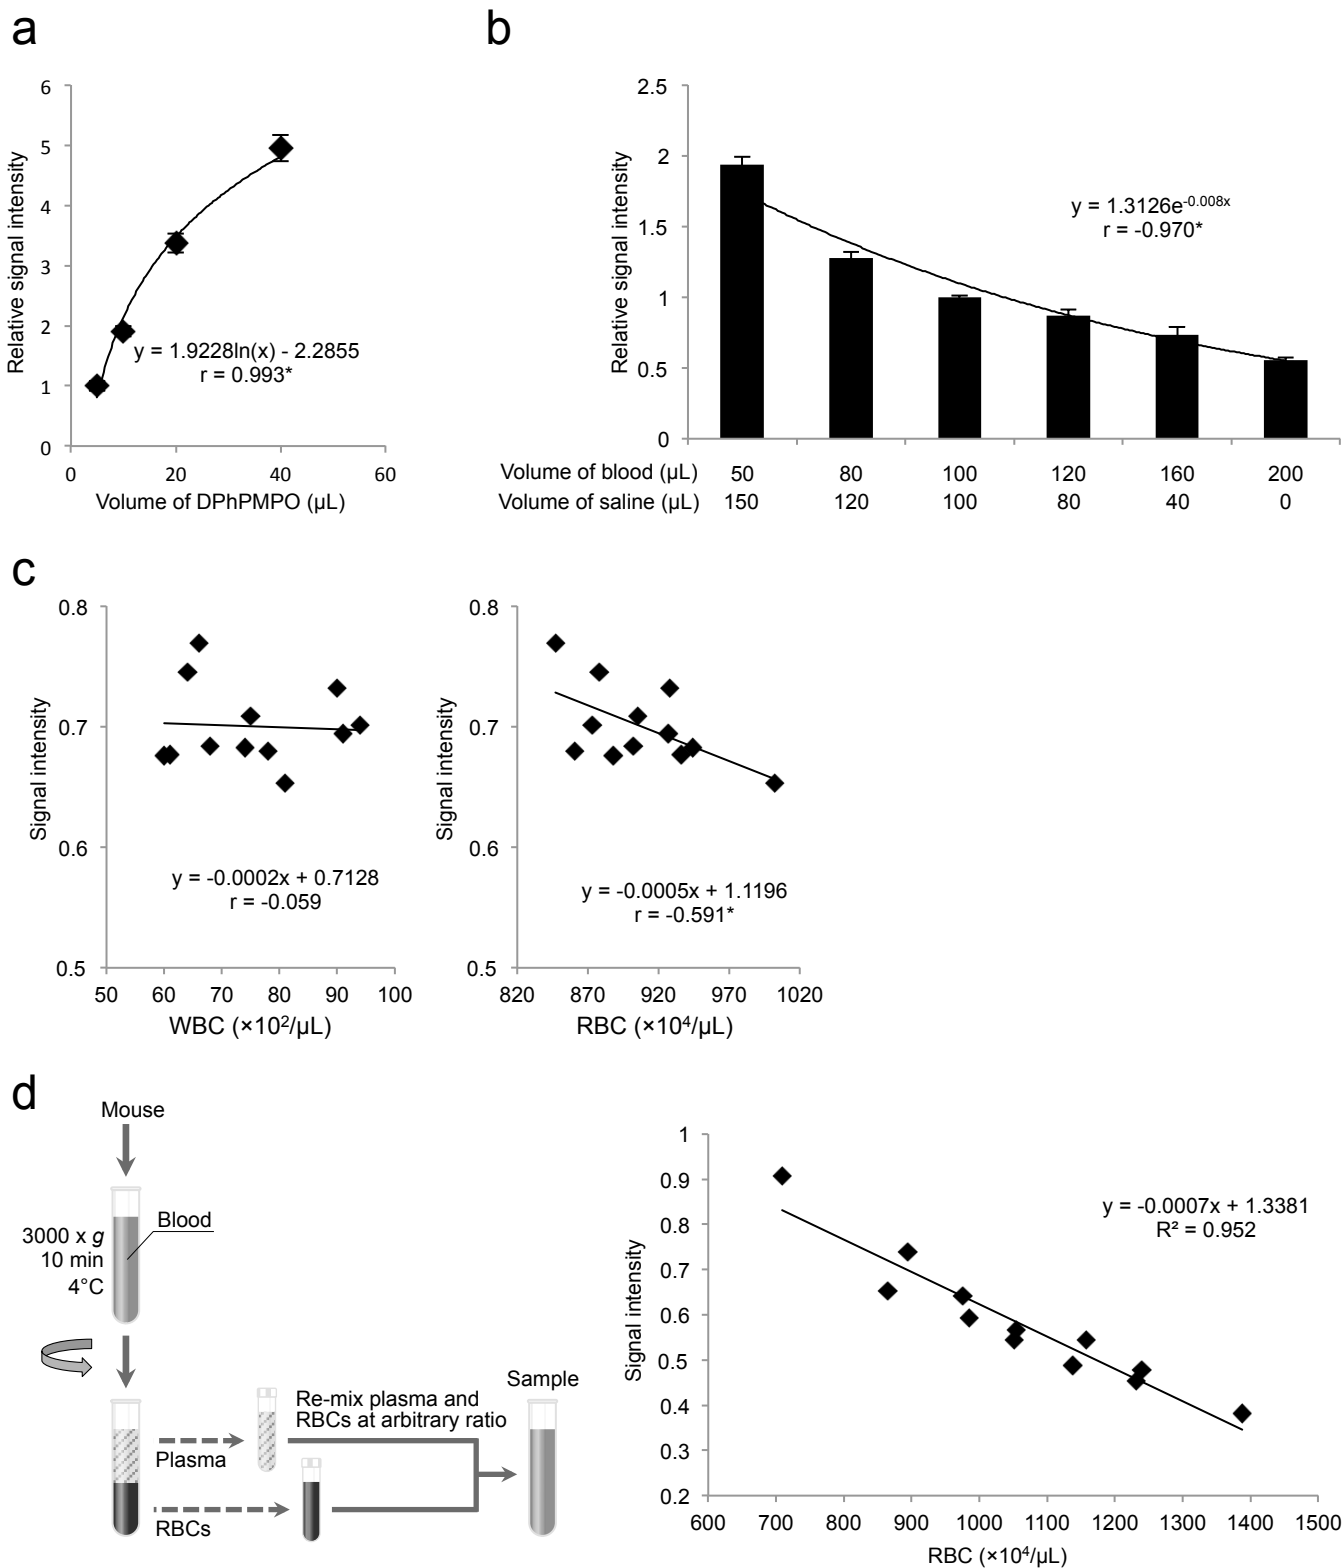 a
6
5
4
3
2
1
0
Relative signal intensity
y = 1.9228ln(x) - 2.2855
r = 0.993*
0 20 40 60
Volume of DPhPMPO (µL)
b
2.5
2
1.5
1
0.5
0
Relative signal intensity
y = 1.3126e^-0.008x
r = -0.970*
Volume of blood (µL) 50 80 100 120 160 200
Volume of saline (µL) 150 120 100 80 40 0
c
0.8
0.7
0.6
0.5
Signal intensity
y = -0.0002x + 0.7128
r = -0.059
50 60 70 80 90 100
WBC (×10²/µL)
0.8
0.7
0.6
0.5
Signal intensity
y = -0.0005x + 1.1196
r = -0.591*
820 870 920 970 1020
RBC (×10⁴/µL)
d
Mouse
Blood
3000 x g
10 min
4°C
Plasma
RBCs
Re-mix plasma and
RBCs at arbitrary ratio
Sample
1
0.9
0.8
0.7
0.6
0.5
0.4
0.3
0.2
Signal intensity
y = -0.0007x + 1.3381
R² = 0.952
600 700 800 900 1000 1100 1200 1300 1400 1500
RBC (×10⁴/µL)